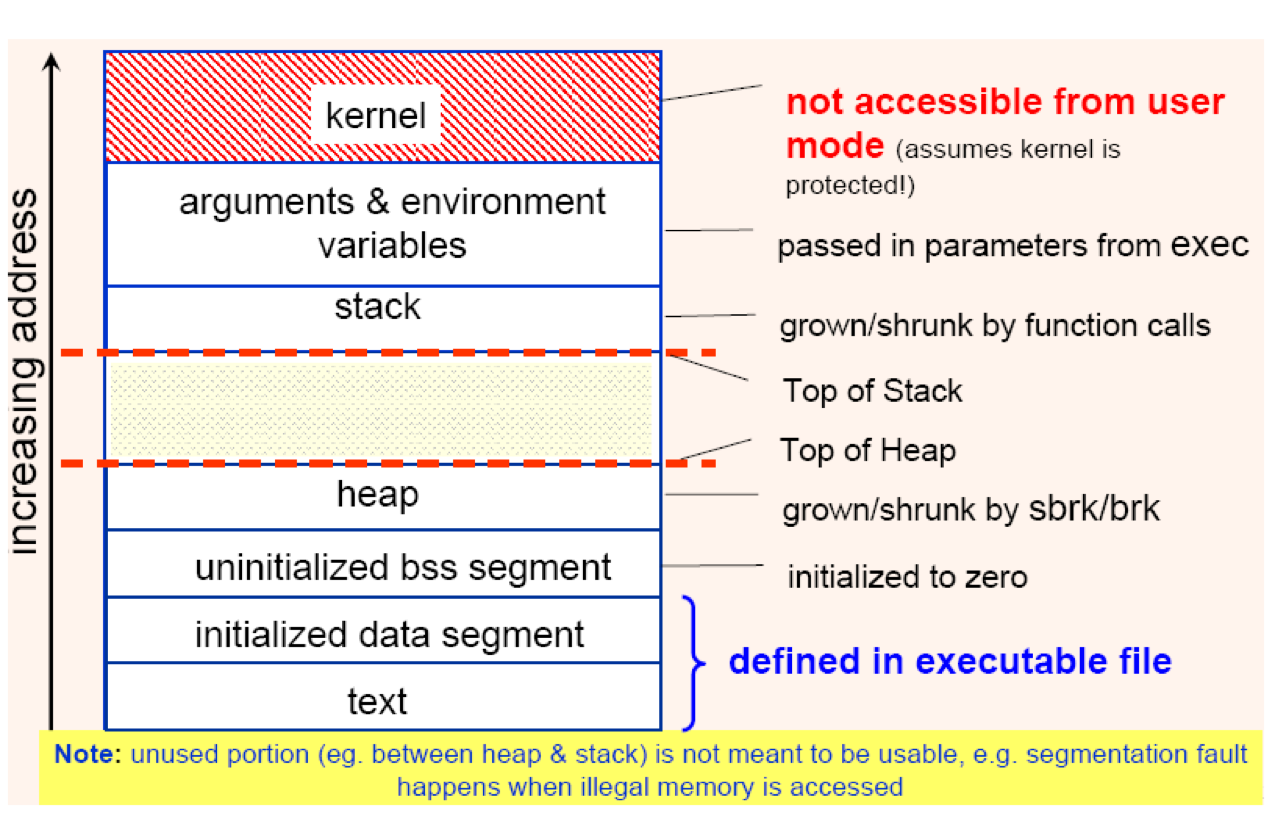 increasing address
kernel
not accessible from user
mode (assumes kernel is
protected!)
arguments & environment
variables
passed in parameters from exec
stack
grown/shrunk by function calls
Top of Stack
Top of Heap
heap
grown/shrunk by sbrk/brk
uninitialized bss segment
initialized to zero
initialized data segment
defined in executable file
text
Note: unused portion (eg. between heap & stack) is not meant to be usable, e.g. segmentation fault
happens when illegal memory is accessed